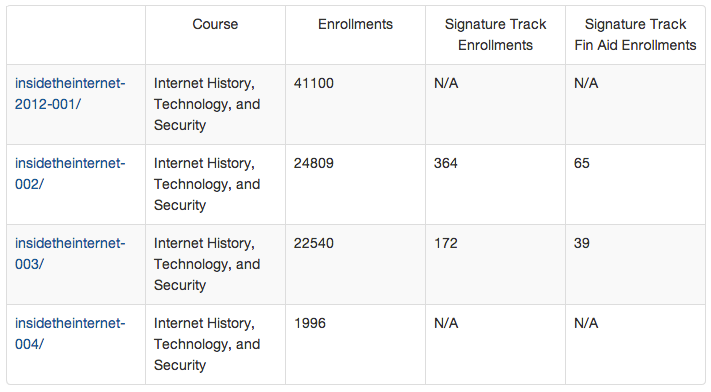 Course
Enrollments
Signature Track
Enrollments
Signature Track
Fin Aid Enrollments
insidetheinternet-
2012-001/
Internet History,
Technology, and
Security
41100
N/A
N/A
insidetheinternet-
002/
Internet History,
Technology, and
Security
24809
364
65
insidetheinternet-
003/
Internet History,
Technology, and
Security
22540
172
39
insidetheinternet-
004/
Internet History,
Technology, and
Security
1996
N/A
N/A